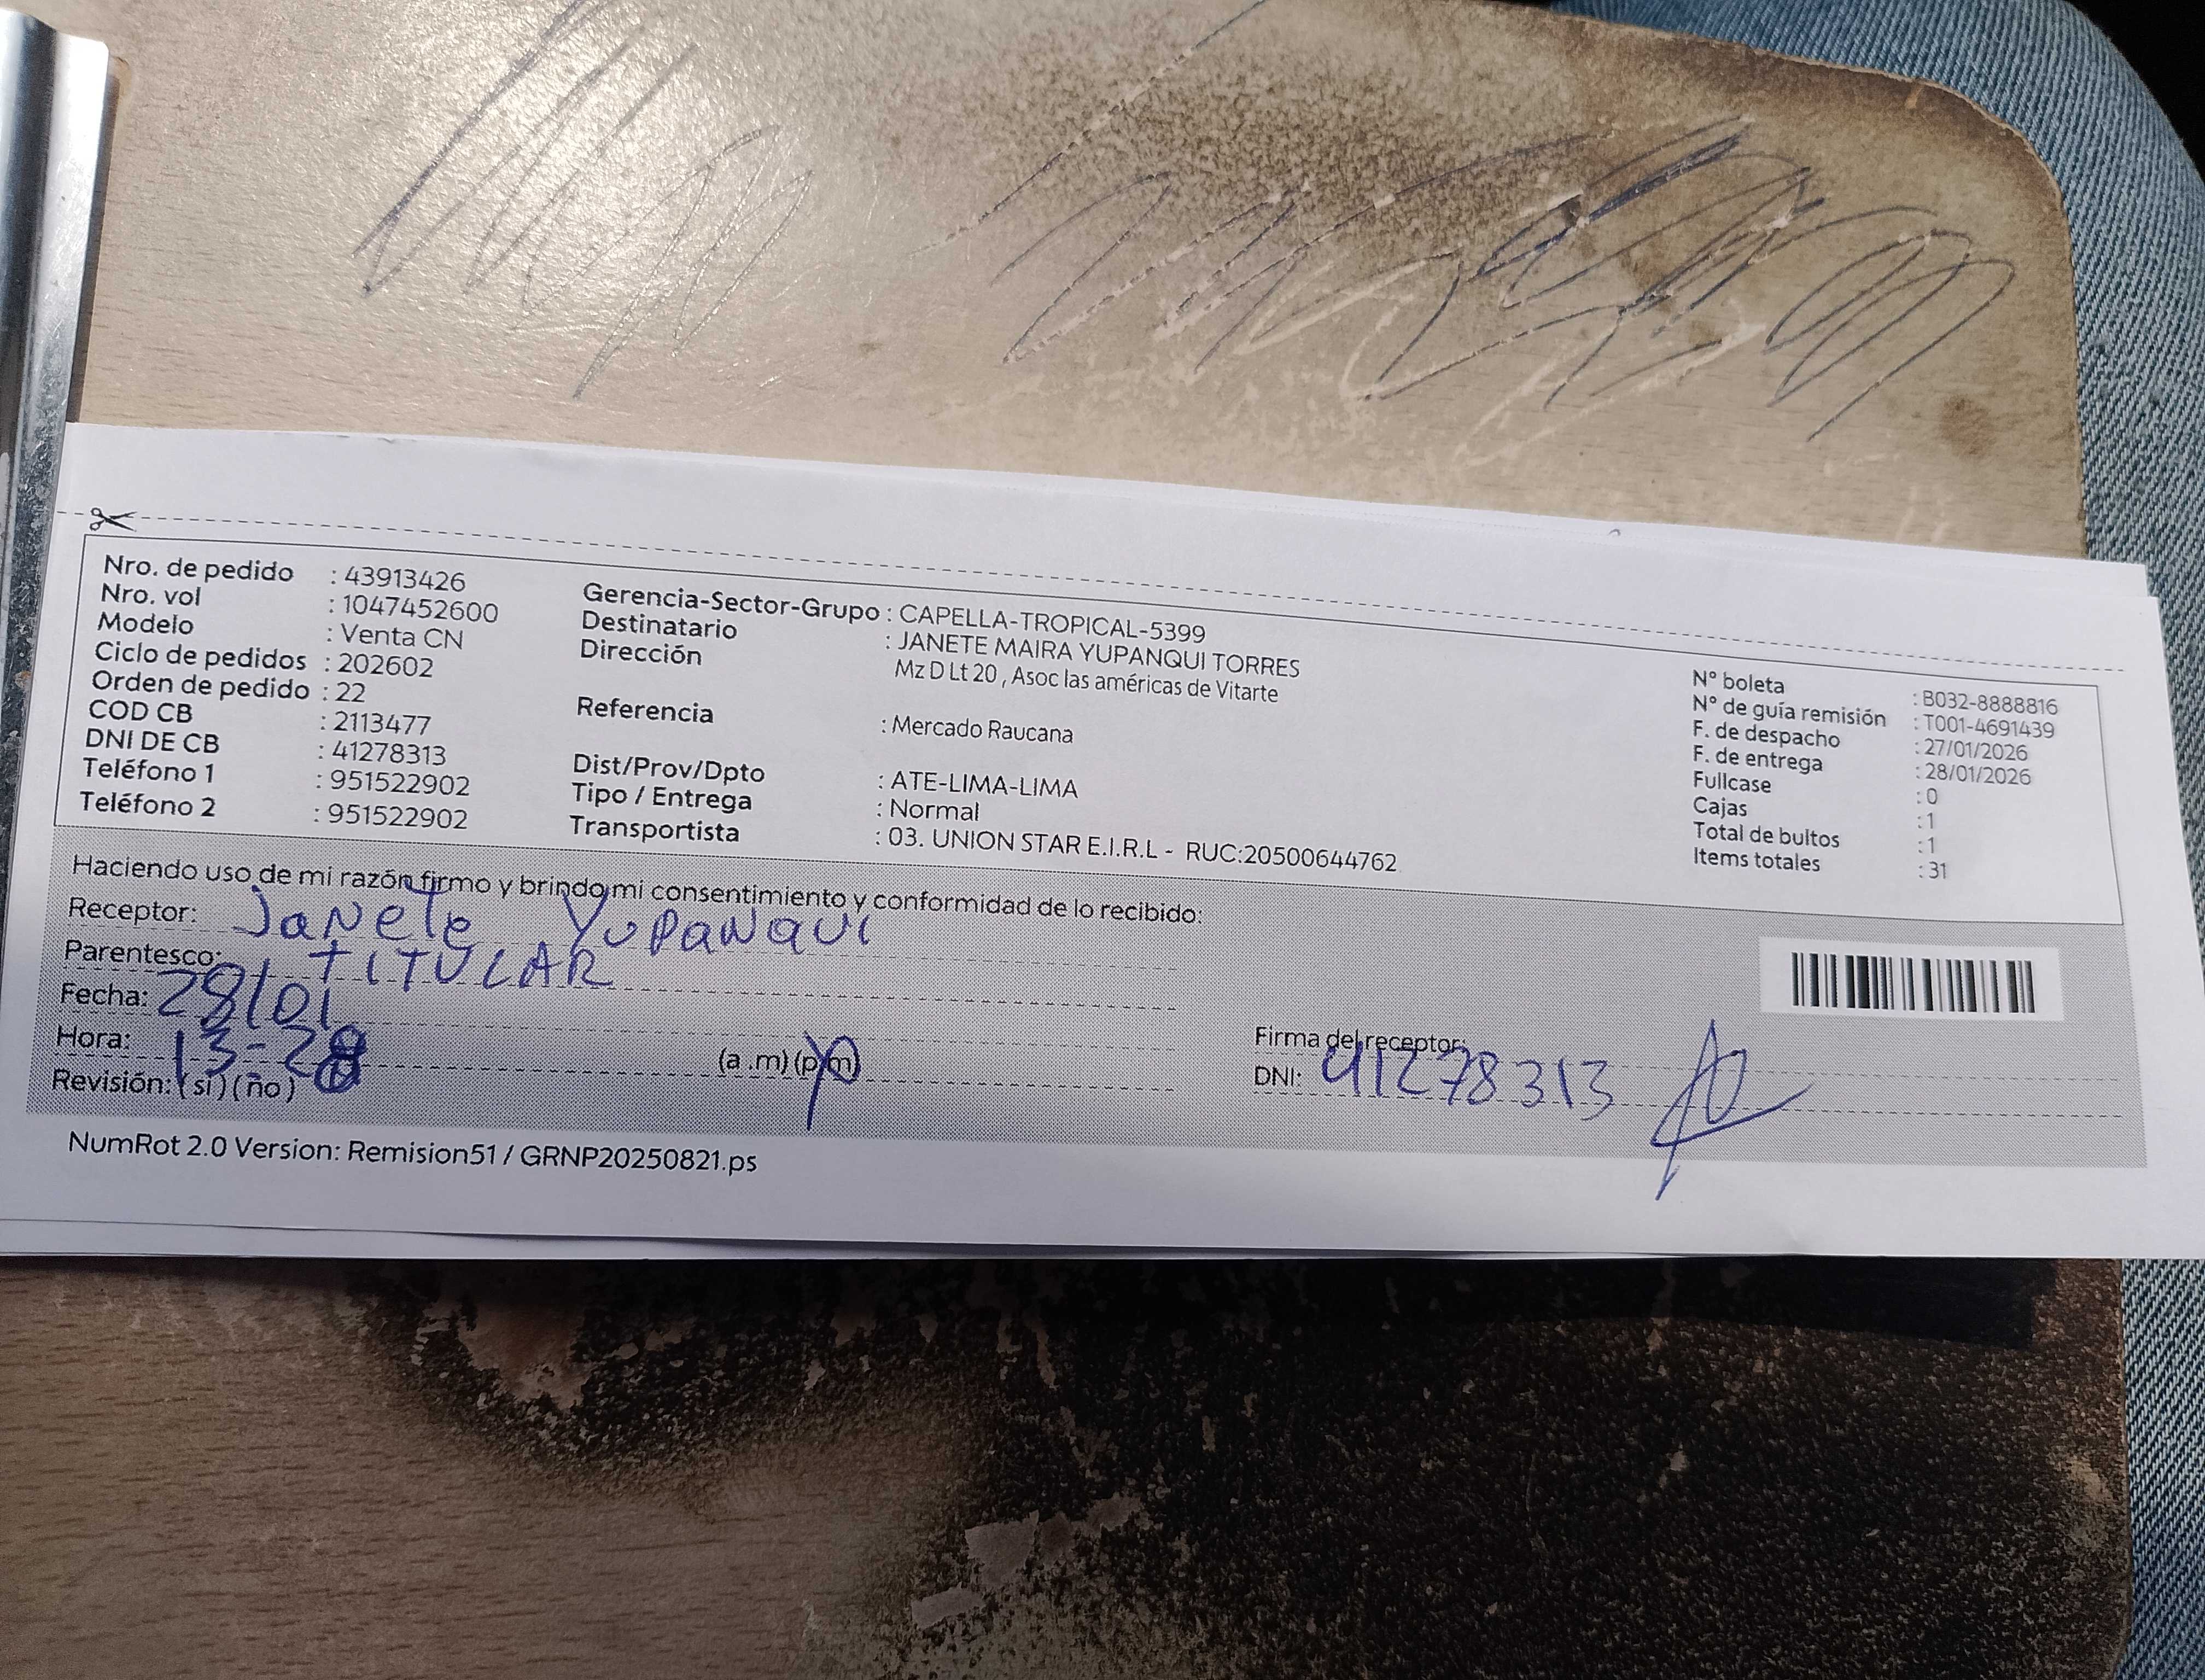 Nro. de pedido : 43913426
Nro. vol : 1047452600
Modelo : Venta CN
Ciclo de pedidos : 202602
Orden de pedido : 22
COD CB : 2113477
DNI DE CB : 41278313
Teléfono 1 : 951522902
Teléfono 2 : 951522902
Gerencia-Sector-Grupo : CAPELLA-TROPICAL-5399
Destinatario : JANETE MAIRA YUPANQUI TORRES
Dirección : Mz D Lt 20 , Asoc las américas de Vitarte
Referencia : Mercado Raucana
Dist/Prov/Dpto : ATE-LIMA-LIMA
Tipo / Entrega : Normal
Transportista : 03. UNION STAR E.I.R.L - RUC:20500644762
N° boleta : B032-8888816
N° de guía remisión : T001-4691439
F. de despacho : 27/01/2026
F. de entrega : 28/01/2026
Fullcase : 0
Cajas : 1
Total de bultos : 1
Items totales : 31
Haciendo uso de mi razón firmo y brindo mi consentimiento y conformidad de lo recibido:
Receptor: Janete Yupanqui
Parentesco: TITULAR
Fecha: 28/01
Hora: 13-28 (a .m) (p.m)
Revisión: (sí) (no)
Firma del receptor:
DNI: 41278313
NumRot 2.0 Version: Remision51 / GRNP20250821.ps